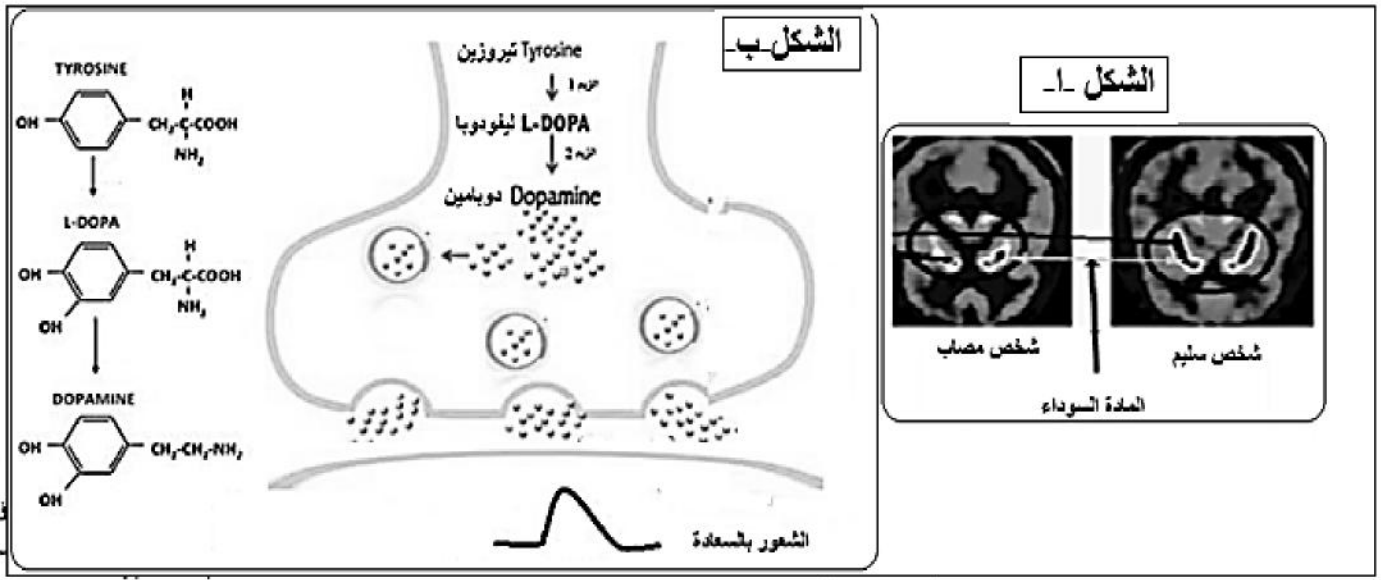 الشكل -ا-
شخص سليم
شخص مصاب
المادة السوداء
الشكل -ب-
Tyrosine تيروزين
L-DOPA ليفودوبا
Dopamine دوبامين
الشعور بالسعادة
TYROSINE
OH
H
CH₂-C-COOH
NH₂
L-DOPA
H
OH
CH₂-C-COOH
NH₂
OH
DOPAMINE
OH
CH₂-CH₂-NH₂
OH